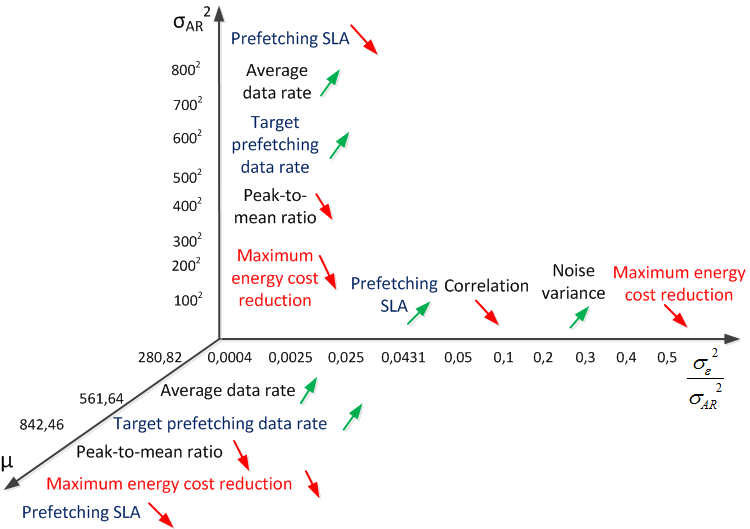 σAR²
Prefetching SLA
Average
data rate
Target
prefetching
data rate
Peak-to-
mean ratio
Maximum
energy cost
reduction
800²
700²
600²
500²
400²
300²
200²
100²
Prefetching
SLA
Correlation
Noise
variance
Maximum energy
cost reduction
0,0004 0,0025 0,025 0,0431 0,05 0,1 0,2 0,3 0,4 0,5
σε²
σAR²
280,82
561,64
842,46
μ
Average data rate
Target prefetching data rate
Peak-to-mean ratio
Maximum energy cost reduction
Prefetching SLA